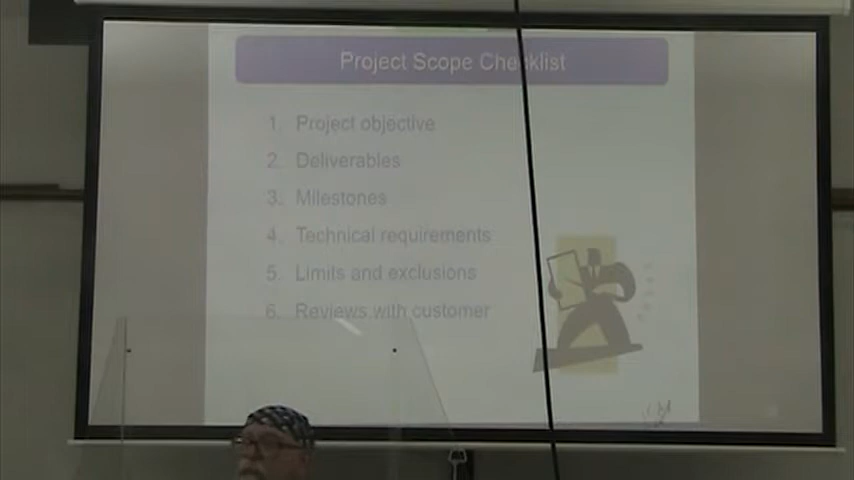 Project Scope Checklist
1. Project objective
2. Deliverables
3. Milestones
4. Technical requirements
5. Limits and exclusions
6. Reviews with customer